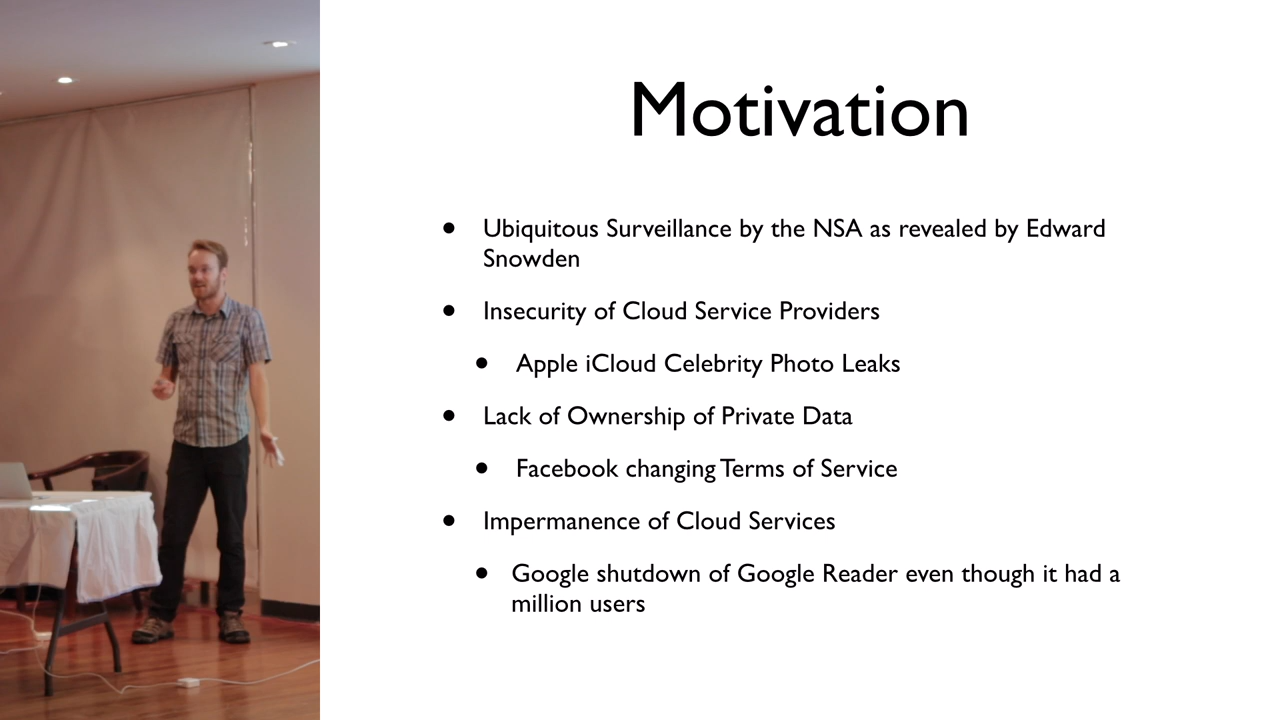 Motivation
• Ubiquitous Surveillance by the NSA as revealed by Edward
Snowden
• Insecurity of Cloud Service Providers
• Apple iCloud Celebrity Photo Leaks
• Lack of Ownership of Private Data
• Facebook changing Terms of Service
• Impermanence of Cloud Services
• Google shutdown of Google Reader even though it had a
million users